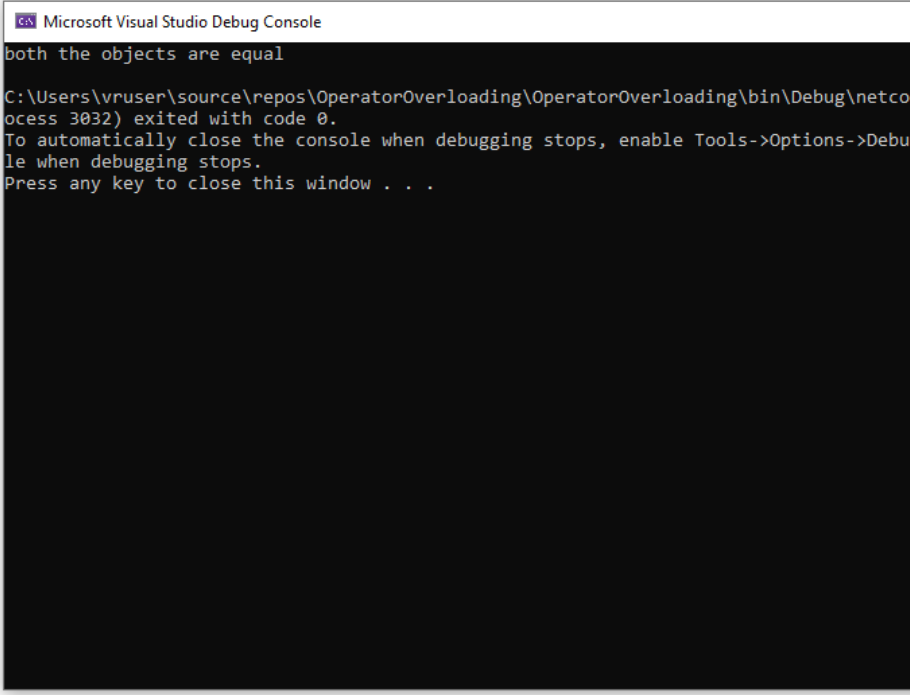 Microsoft Visual Studio Debug Console
both the objects are equal
C:\Users\vruser\source\repos\OperatorOverloading\OperatorOverloading\bin\Debug\netco
ocess 3032) exited with code 0.
To automatically close the console when debugging stops, enable Tools->Options->Debu
le when debugging stops.
Press any key to close this window . . .